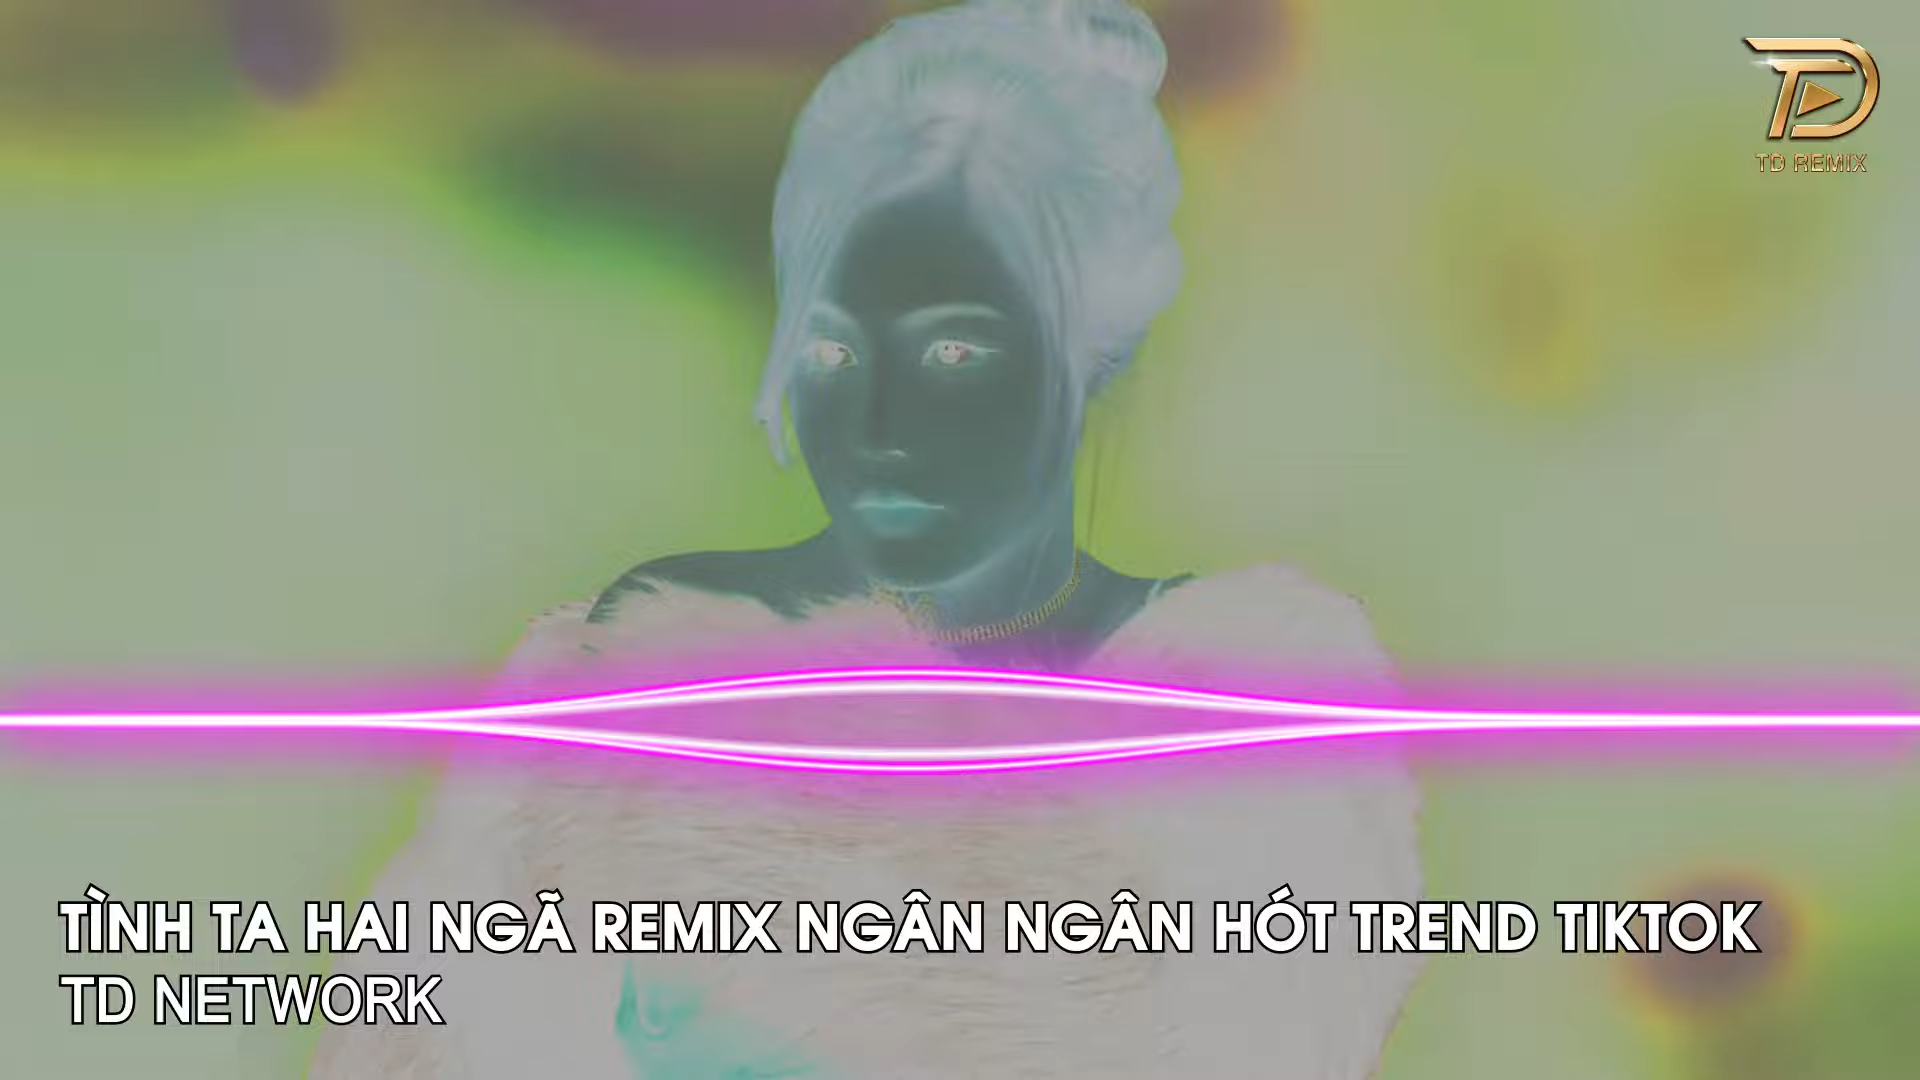 TD REMIX
TÌNH TA HAI NGÃ REMIX NGÂN NGÂN HÓT TREND TIKTOK
TD NETWORK